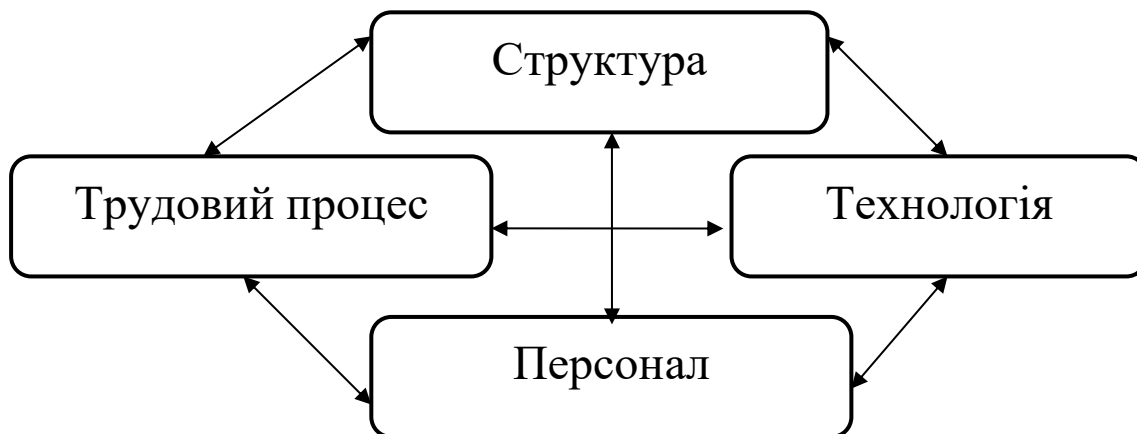 Структура
Трудовий процес
Технологія
Персонал